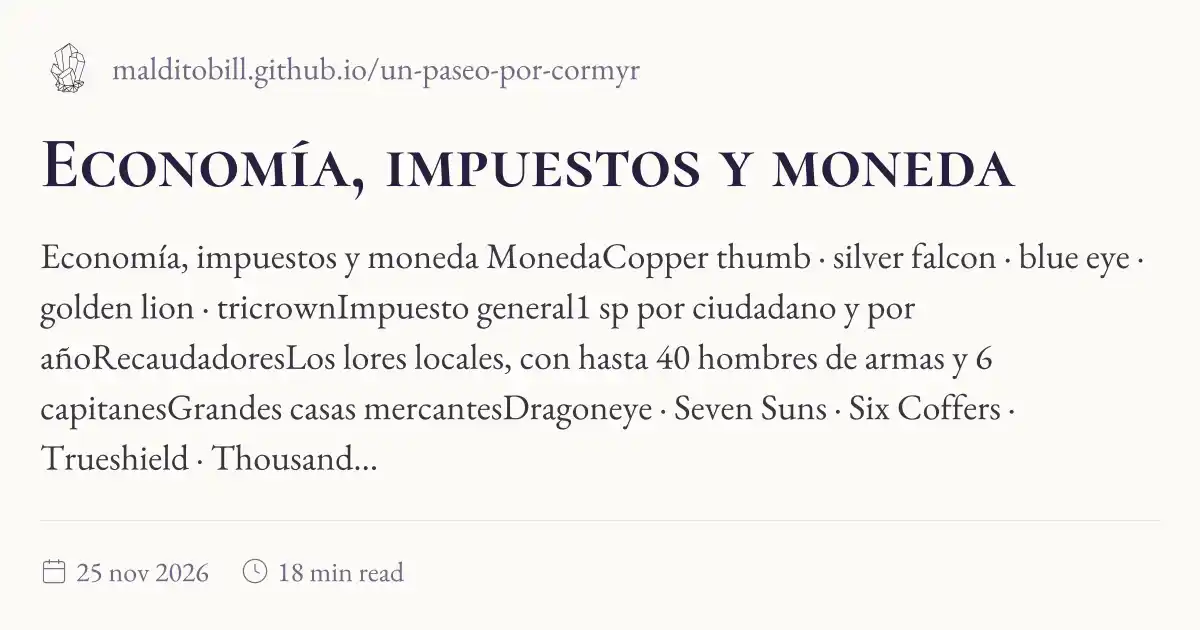 malditobill.github.io/un-paseo-por-cormyr
Economía, impuestos y moneda
Economía, impuestos y moneda MonedaCopper thumb · silver falcon · blue eye ·
golden lion · tricrownImpuesto general1 sp por ciudadano y por
añoRecaudadoresLos lores locales, con hasta 40 hombres de armas y 6
capitanesGrandes casas mercantesDragoneye · Seven Suns · Six Coffers ·
Trueshield · Thousand...
25 nov 2026 18 min read